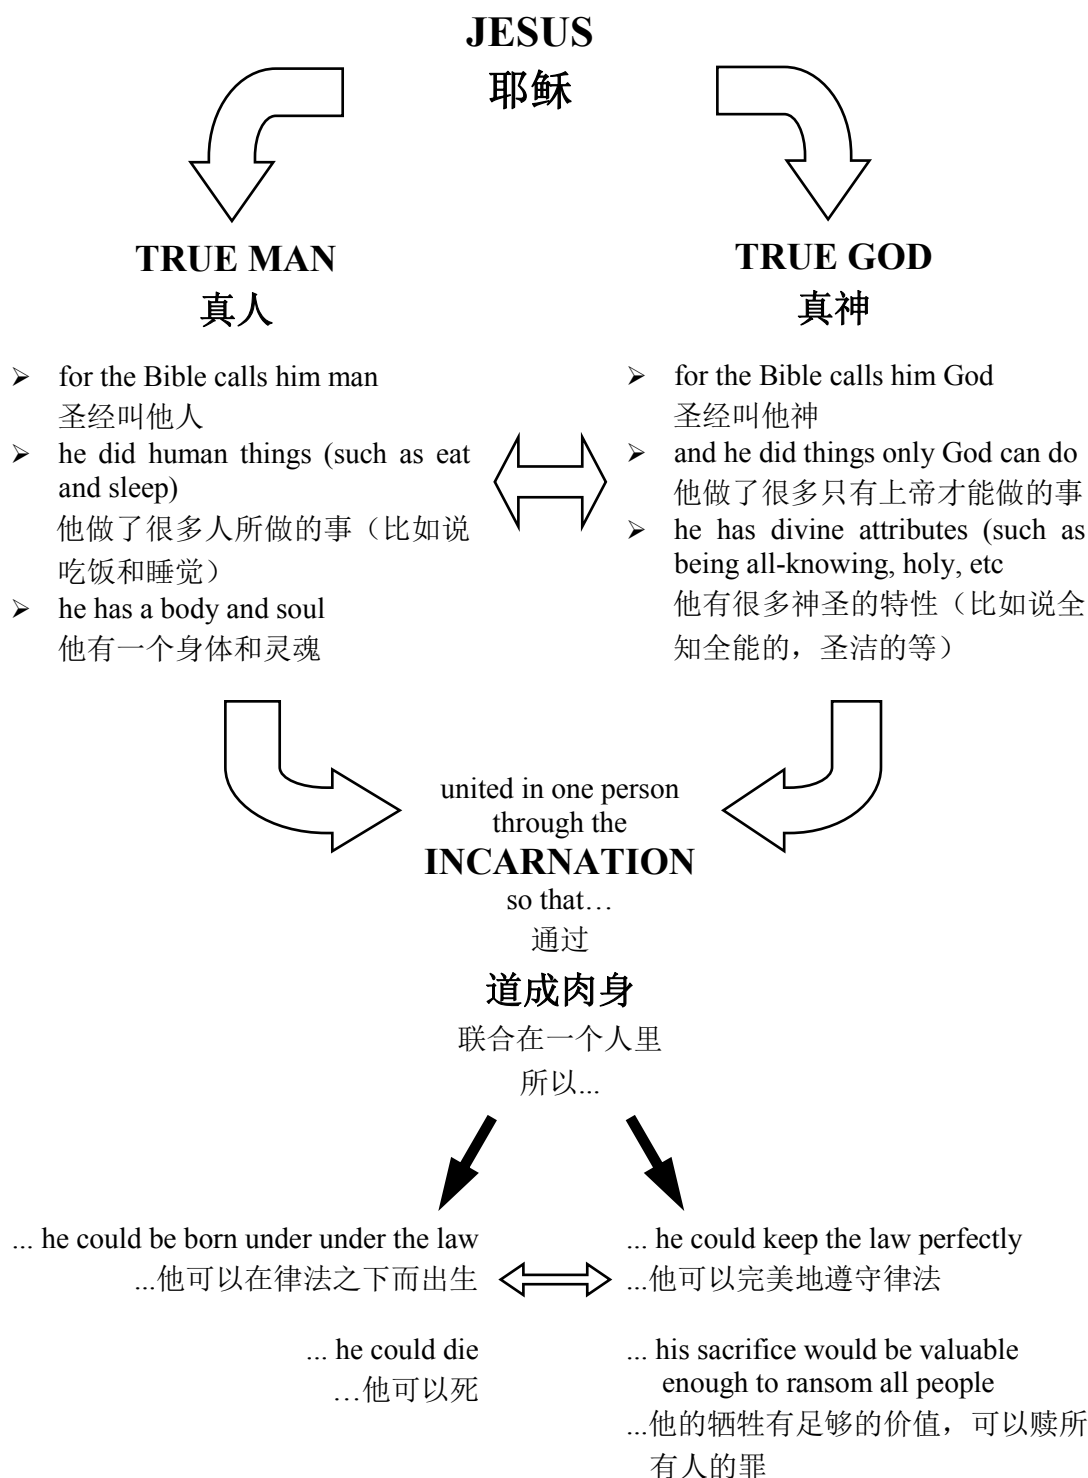 JESUS
耶稣
TRUE MAN
真人
➢ for the Bible calls him man
圣经叫他人
➢ he did human things (such as eat
and sleep)
他做了很多人所做的事（比如说
吃饭和睡觉）
➢ he has a body and soul
他有一个身体和灵魂
TRUE GOD
真神
➢ for the Bible calls him God
圣经叫他神
➢ and he did things only God can do
他做了很多只有上帝才能做的事
➢ he has divine attributes (such as
being all-knowing, holy, etc
他有很多神圣的特性（比如说全
知全能的，圣洁的等）
united in one person
through the
INCARNATION
so that…
通过
道成肉身
联合在一个人里
所以...
... he could be born under under the law
...他可以在律法之下而出生
... he could die
…他可以死
... he could keep the law perfectly
...他可以完美地遵守律法
... his sacrifice would be valuable
enough to ransom all people
...他的牺牲有足够的价值，可以赎所
有人的罪